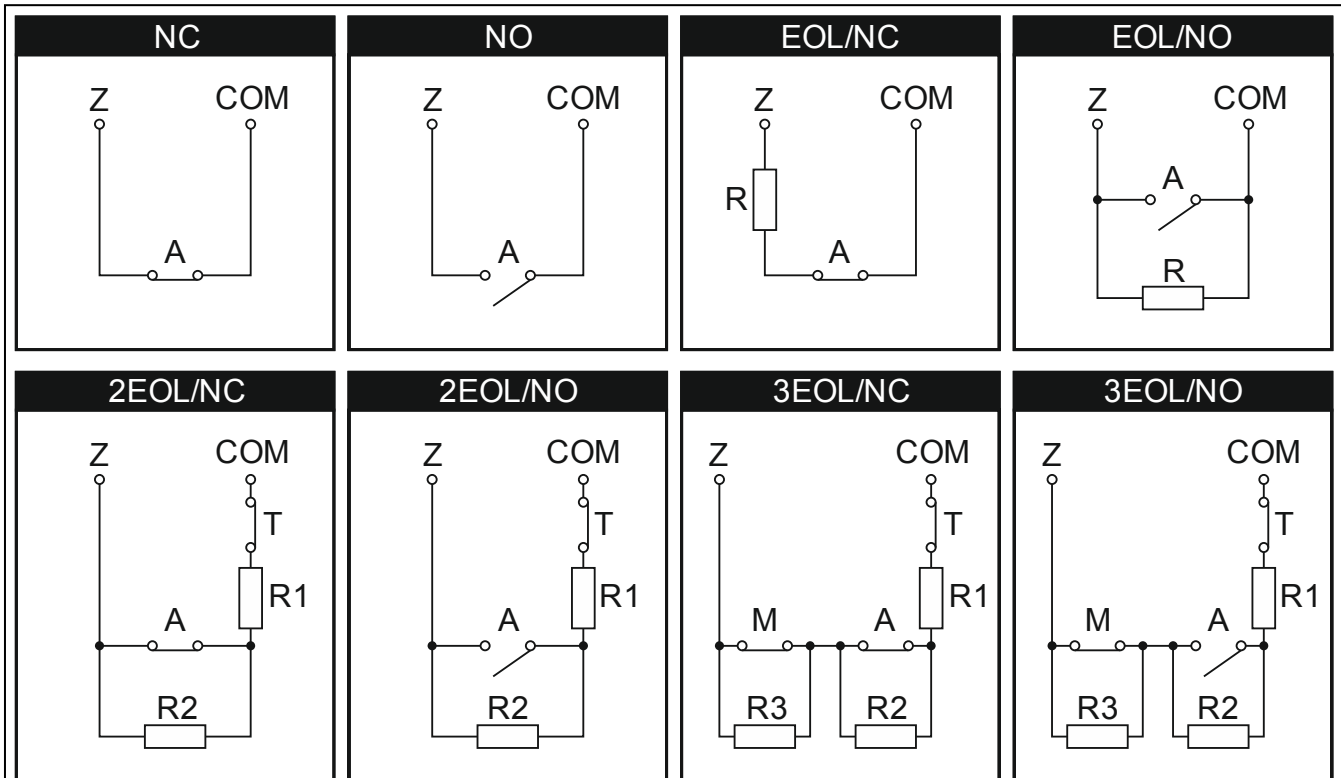 NC
Z COM
A
NO
Z COM
A
EOL/NC
Z COM
R
A
EOL/NO
Z COM
A
R
2EOL/NC
Z COM
T
R1
A
R2
2EOL/NO
Z COM
T
R1
A
R2
3EOL/NC
Z COM
T
R1
M A
R3 R2
3EOL/NO
Z COM
T
R1
M A
R3 R2